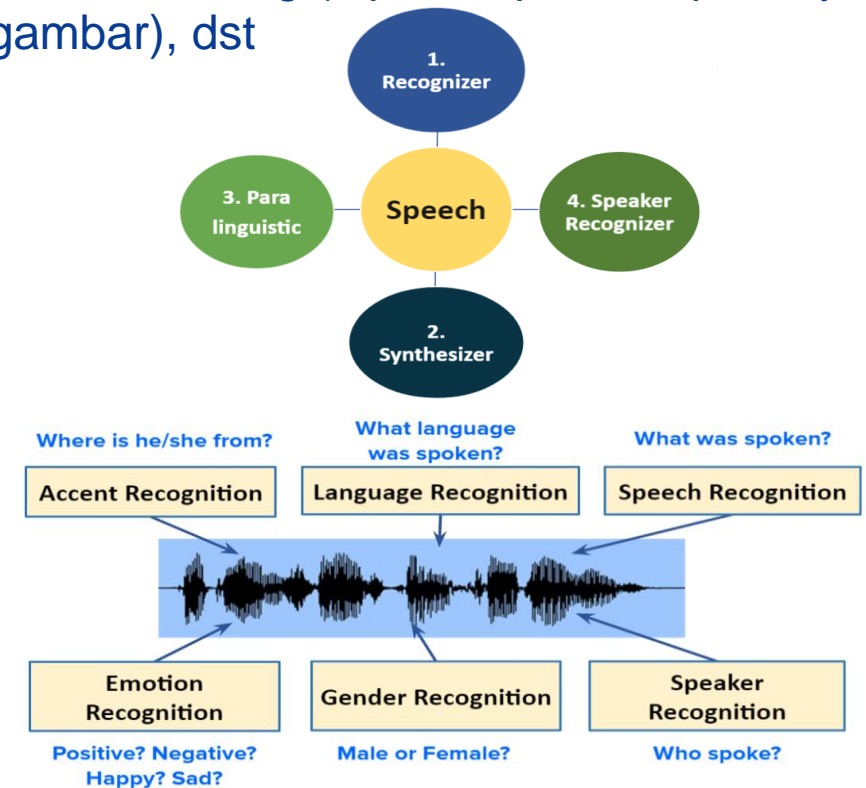 gambar), dst
1.
Recognizer
3. Para
linguistic
Speech
4. Speaker
Recognizer
2.
Synthesizer
Where is he/she from?
What language
was spoken?
What was spoken?
Accent Recognition
Language Recognition
Speech Recognition
Emotion
Recognition
Gender Recognition
Speaker
Recognition
Positive? Negative?
Happy? Sad?
Male or Female?
Who spoke?